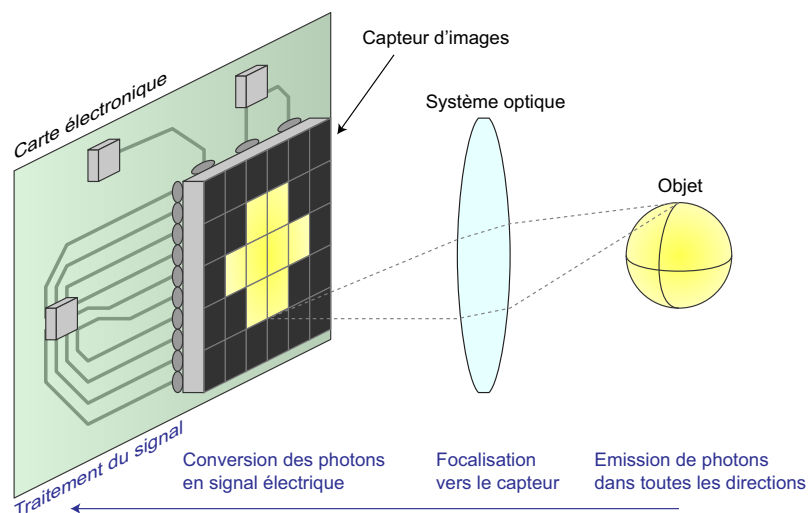 Capteur d'images
Carte électronique
Système optique
Objet
Traitement du signal
Conversion des photons
en signal électrique
Focalisation
vers le capteur
Emission de photons
dans toutes les directions